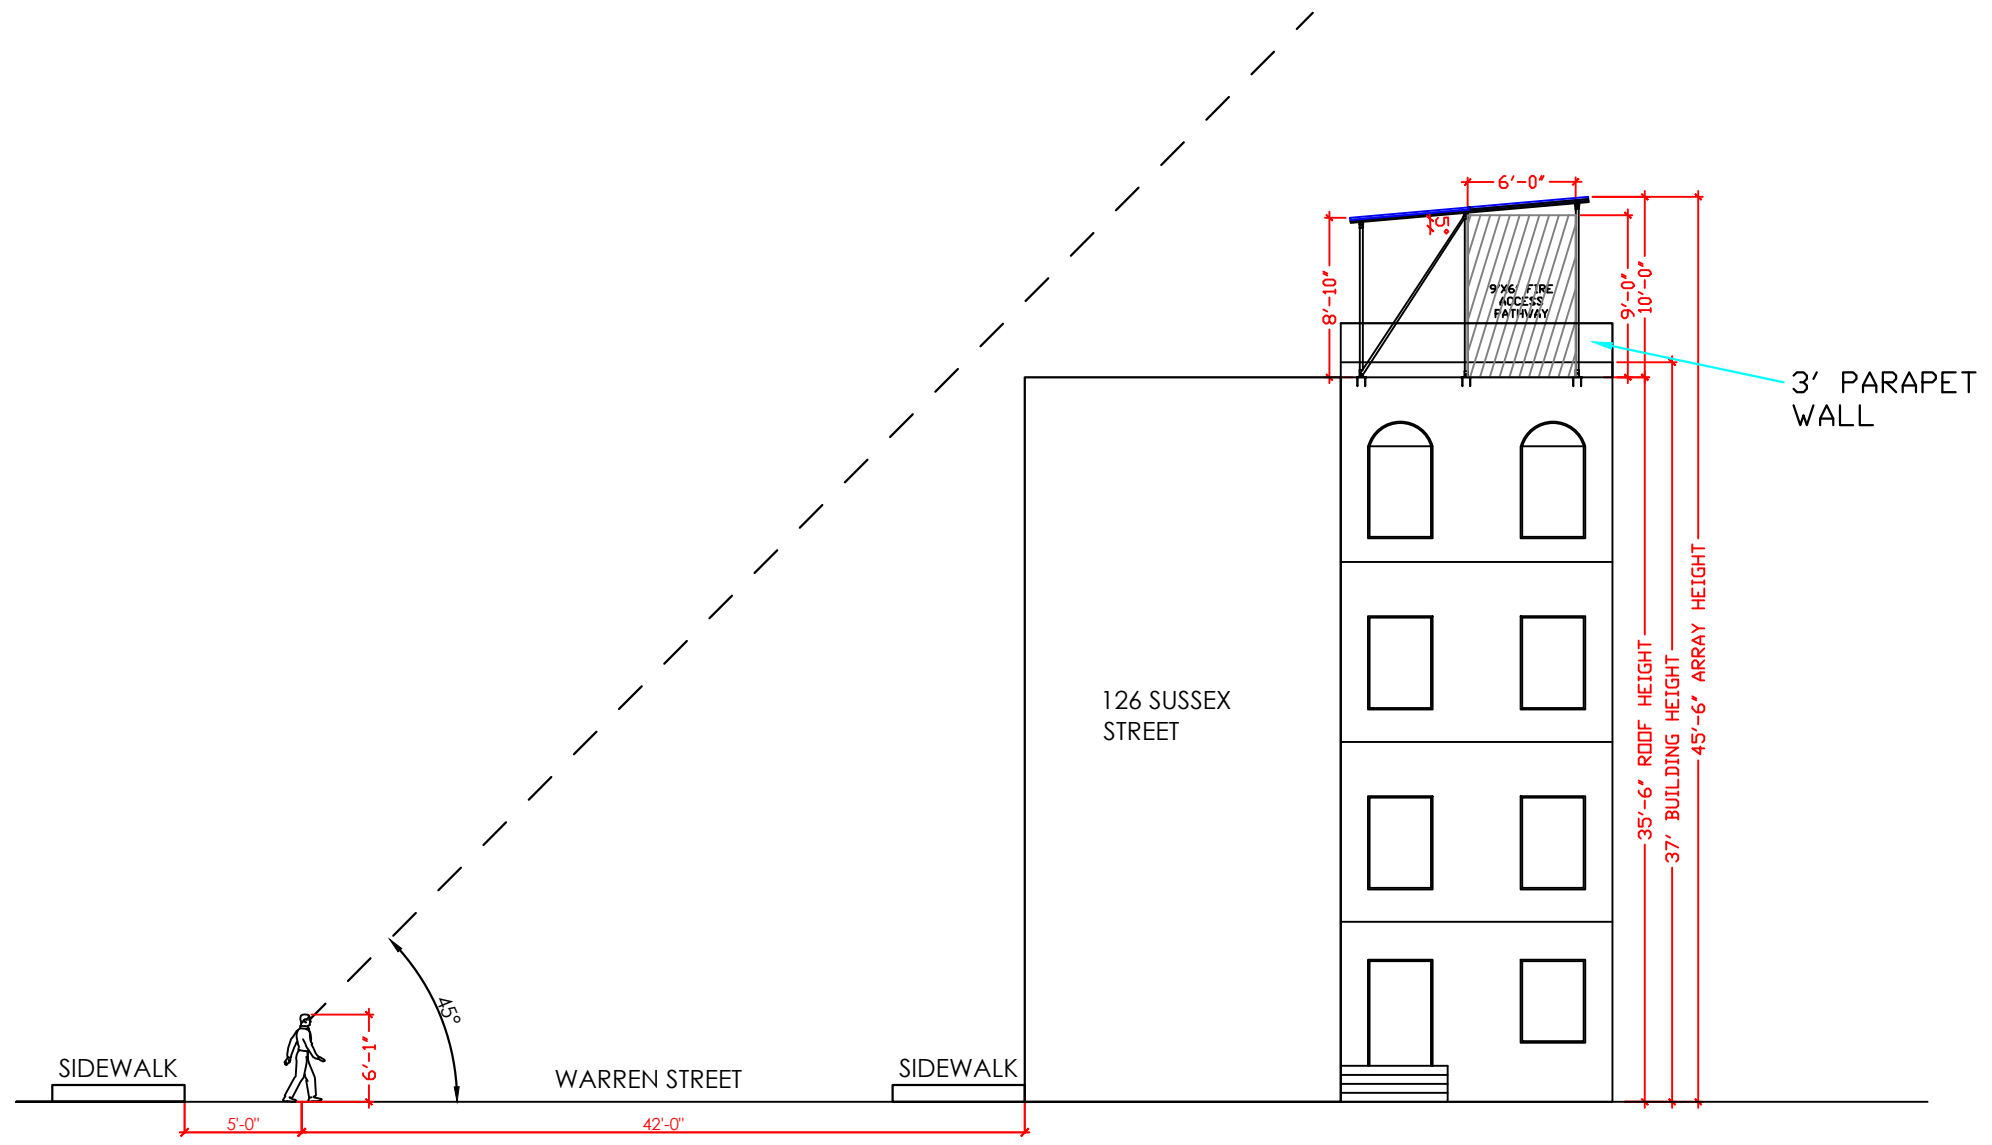 6'-0"
5°
8'-10"
9'X6' FIRE
ACCESS
PATHWAY
9'-0"
10'-0"
3' PARAPET
WALL
35'-6" ROOF HEIGHT
37' BUILDING HEIGHT
45'-6" ARRAY HEIGHT
126 SUSSEX
STREET
45°
6'-1"
SIDEWALK
WARREN STREET
SIDEWALK
5'-0"
42'-0"